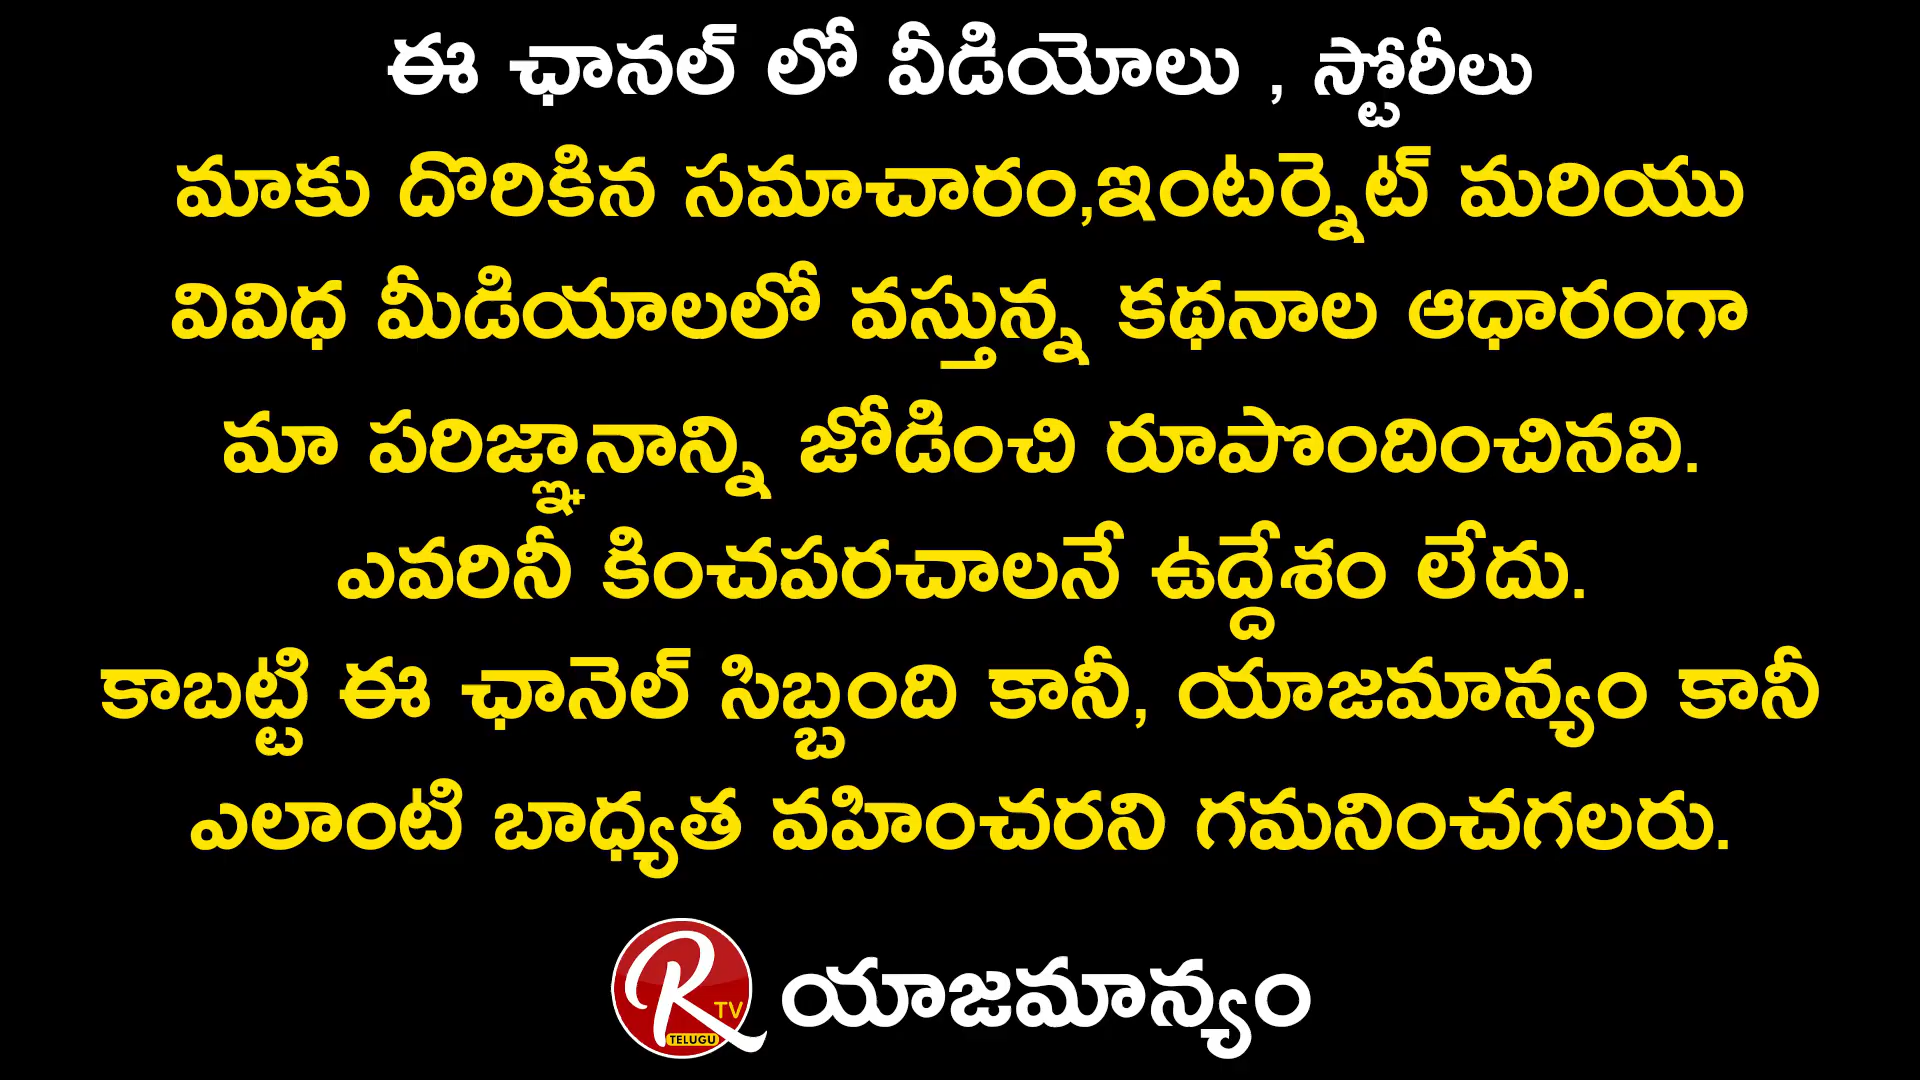 ఈ ఛానల్ లో వీడియోలు , స్టోరీలు
మాకు దొరికిన సమాచారం,ఇంటర్నెట్ మరియు
వివిధ మీడియాలలో వస్తున్న కథనాల ఆధారంగా
మా పరిజ్ఞానాన్ని జోడించి రూపొందించినవి.
ఎవరినీ కించపరచాలనే ఉద్దేశం లేదు.
కాబట్టి ఈ ఛానెల్ సిబ్బంది కానీ, యాజమాన్యం కానీ
ఎలాంటి బాధ్యత వహించరని గమనించగలరు.
R TV TELUGU యాజమాన్యం